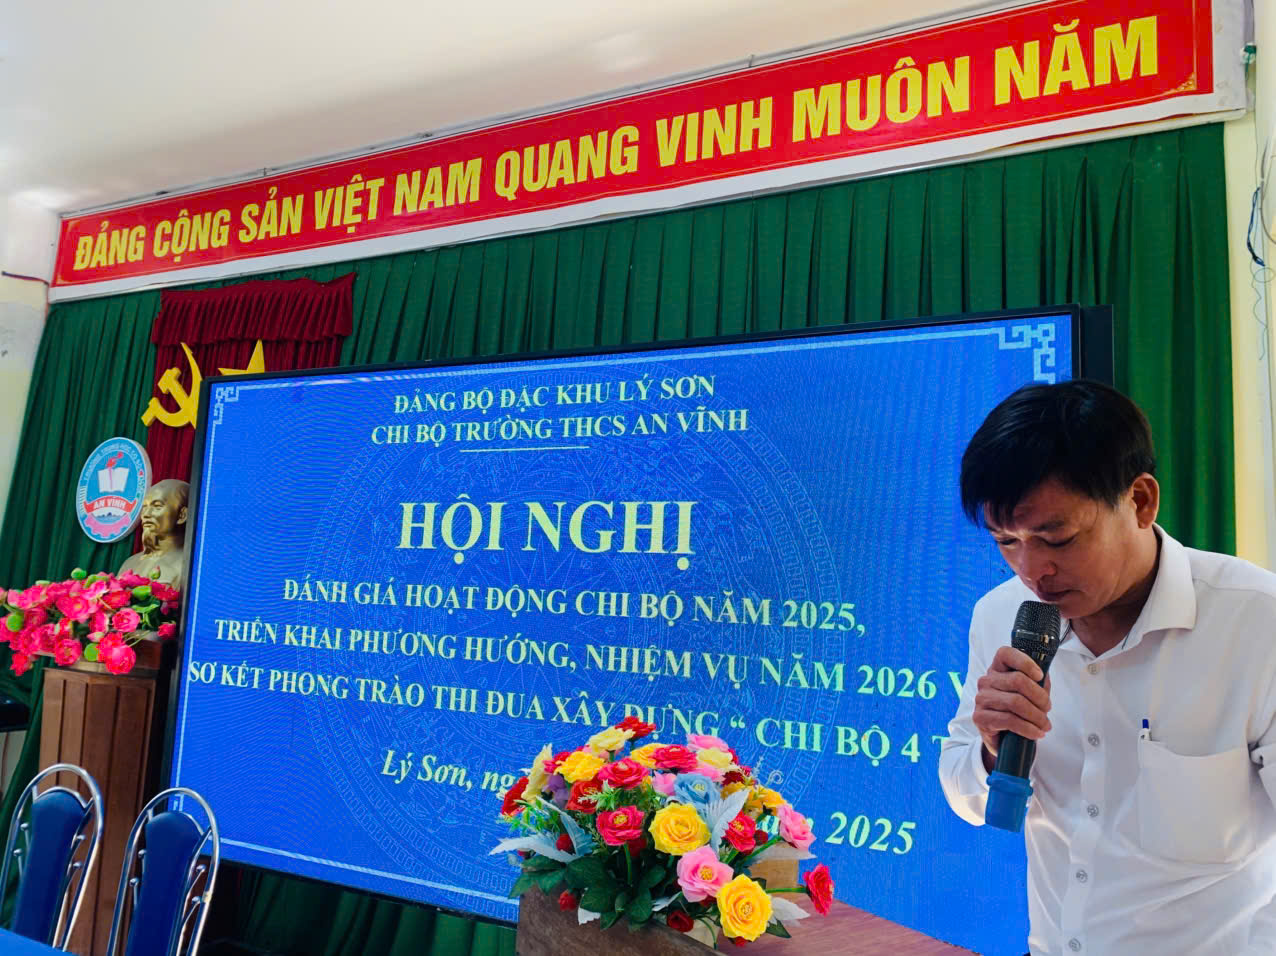 ĐẢNG CỘNG SẢN VIỆT NAM QUANG VINH MUÔN NĂM
ĐẢNG BỘ ĐẶC KHU LÝ SƠN
CHI BỘ TRƯỜNG THCS AN VĨNH
HỘI NGHỊ
ĐÁNH GIÁ HOẠT ĐỘNG CHI BỘ NĂM 2025,
TRIỂN KHAI PHƯƠNG HƯỚNG, NHIỆM VỤ NĂM 2026
SƠ KẾT PHONG TRÀO THI ĐUA XÂY DỰNG “ CHI BỘ 4
Lý Sơn, 2025
AN VĨNH